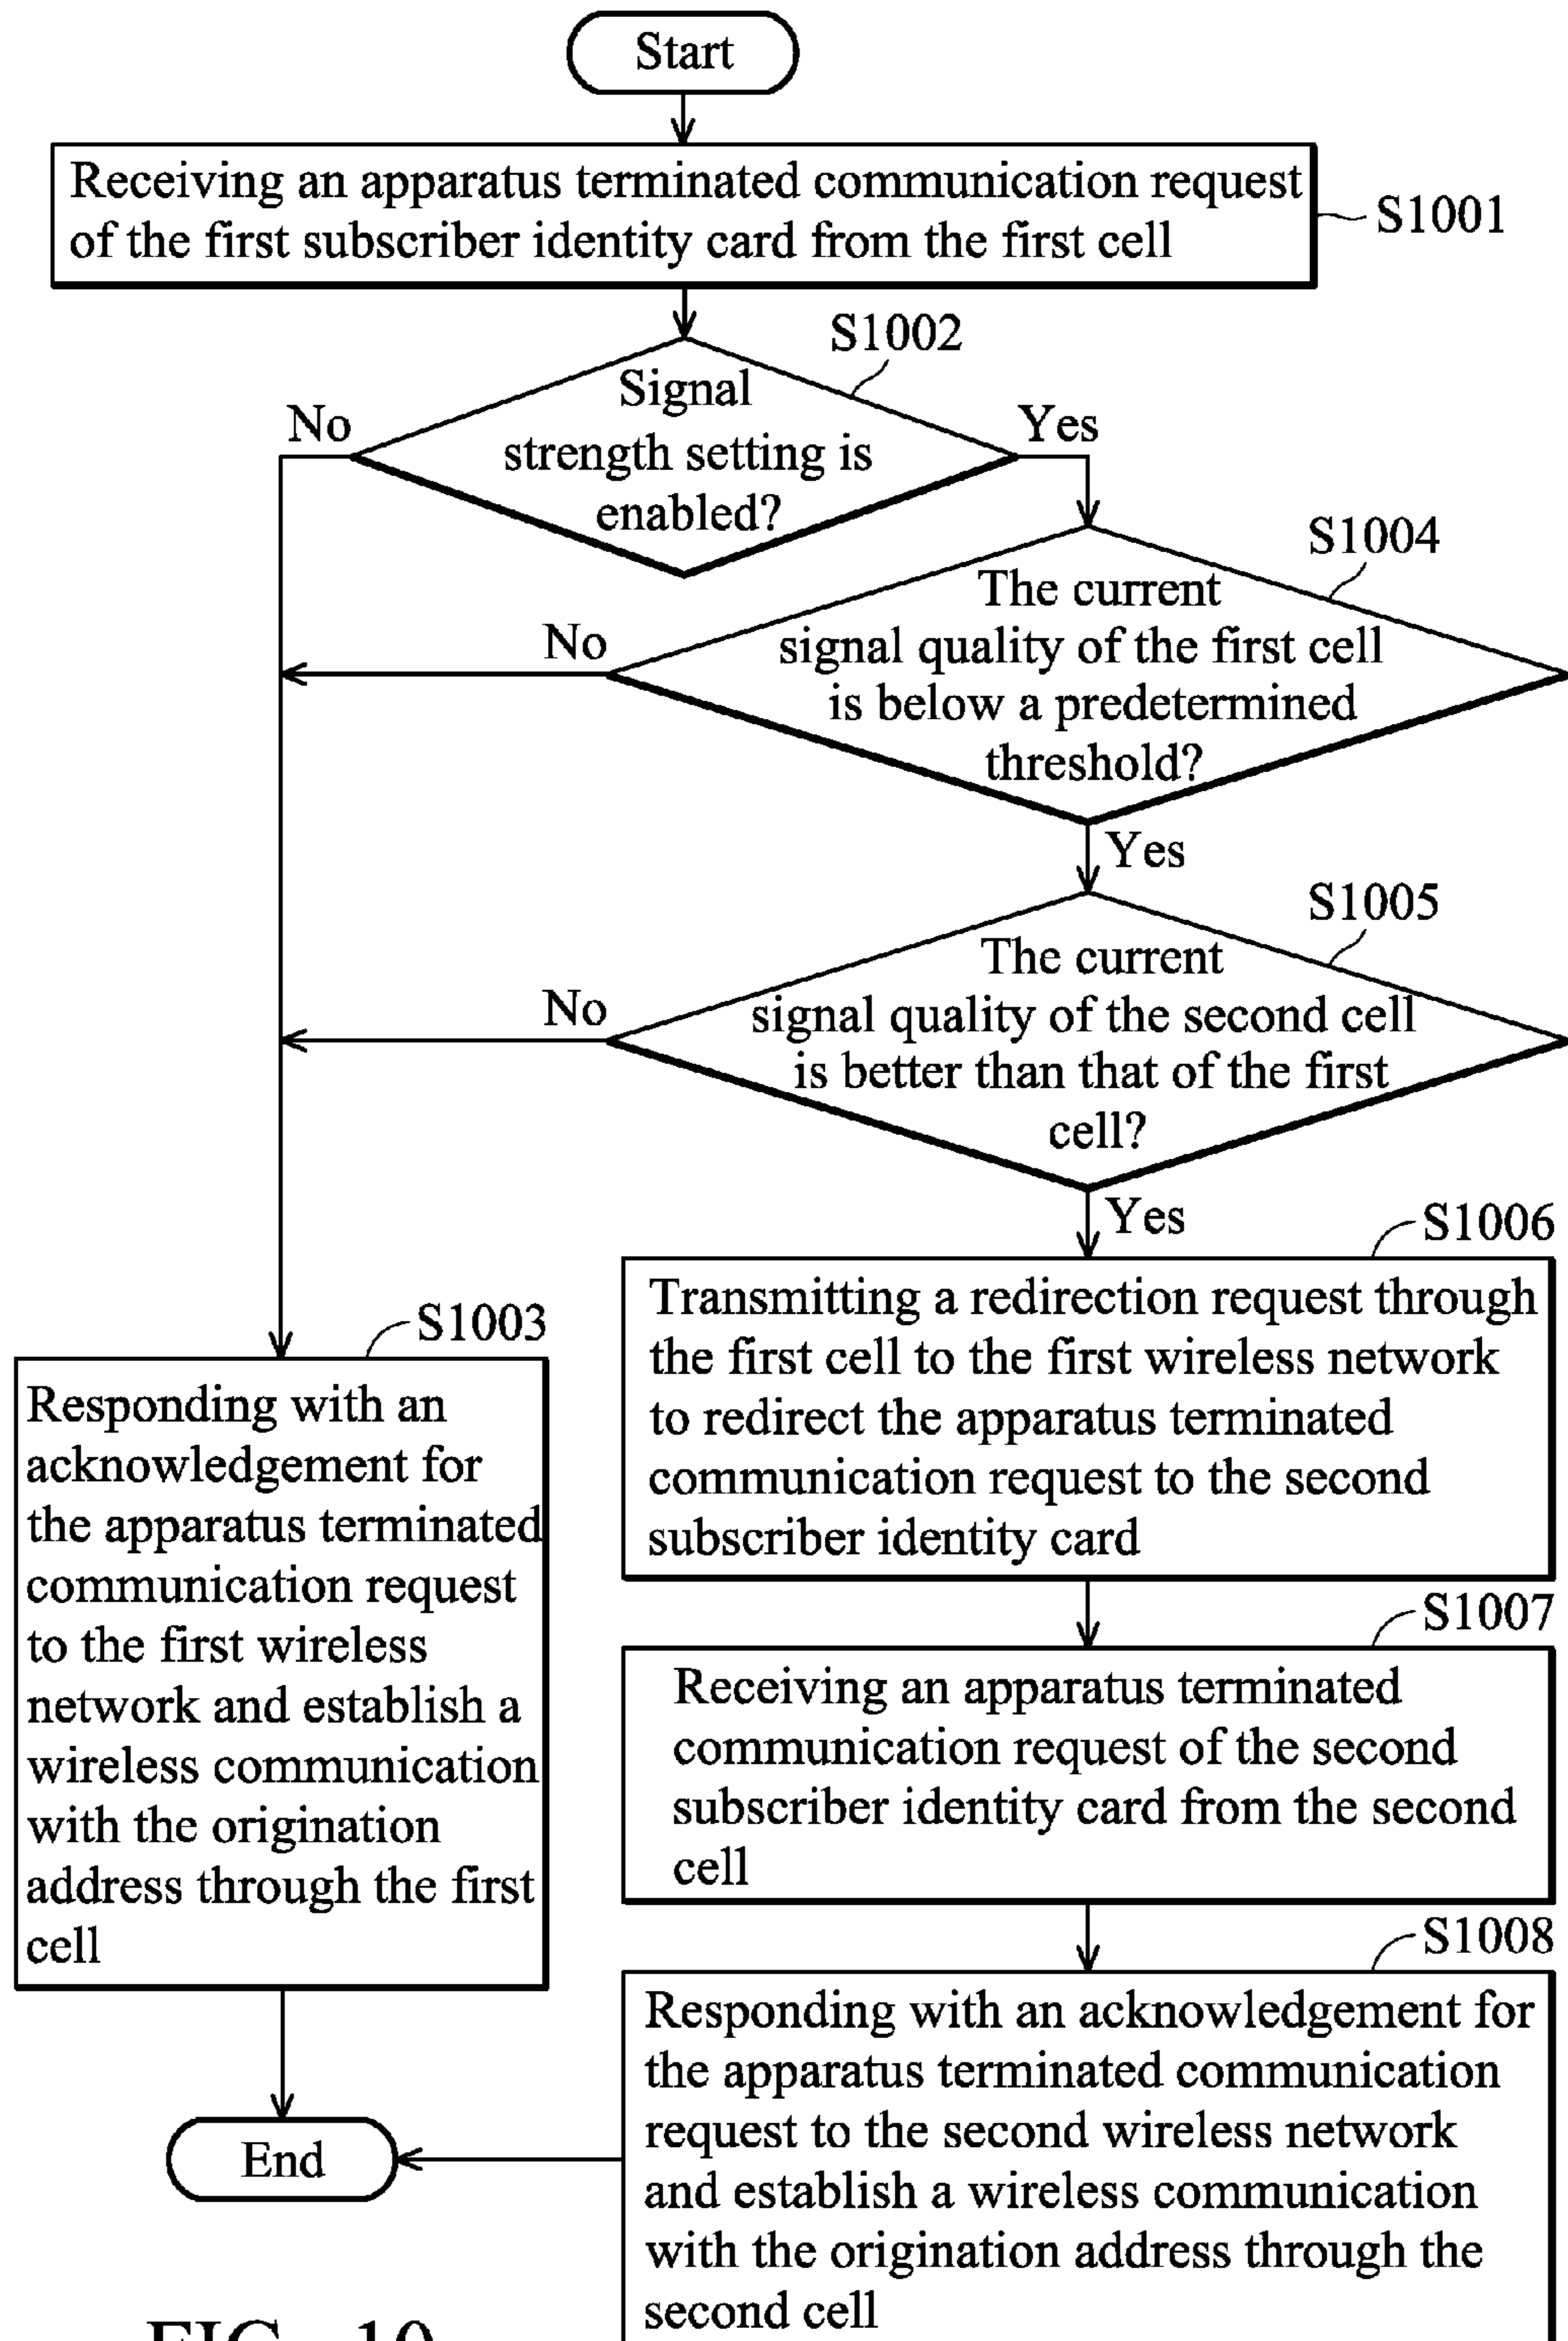 Start
Receiving an apparatus terminated communication request
of the first subscriber identity card from the first cell
S1001
S1002
Signal
strength setting is
enabled?
No
Yes
S1004
The current
signal quality of the first cell
is below a predetermined
threshold?
No
Yes
S1005
The current
signal quality of the second cell
is better than that of the first
cell?
No
Yes
S1006
Transmitting a redirection request through
the first cell to the first wireless network
to redirect the apparatus terminated
communication request to the second
subscriber identity card
S1003
Responding with an
acknowledgement for
the apparatus terminated
communication request
to the first wireless
network and establish a
wireless communication
with the origination
address through the first
cell
S1007
Receiving an apparatus terminated
communication request of the second
subscriber identity card from the second
cell
S1008
Responding with an acknowledgement for
the apparatus terminated communication
request to the second wireless network
and establish a wireless communication
with the origination address through the
second cell
End
FIG. 10